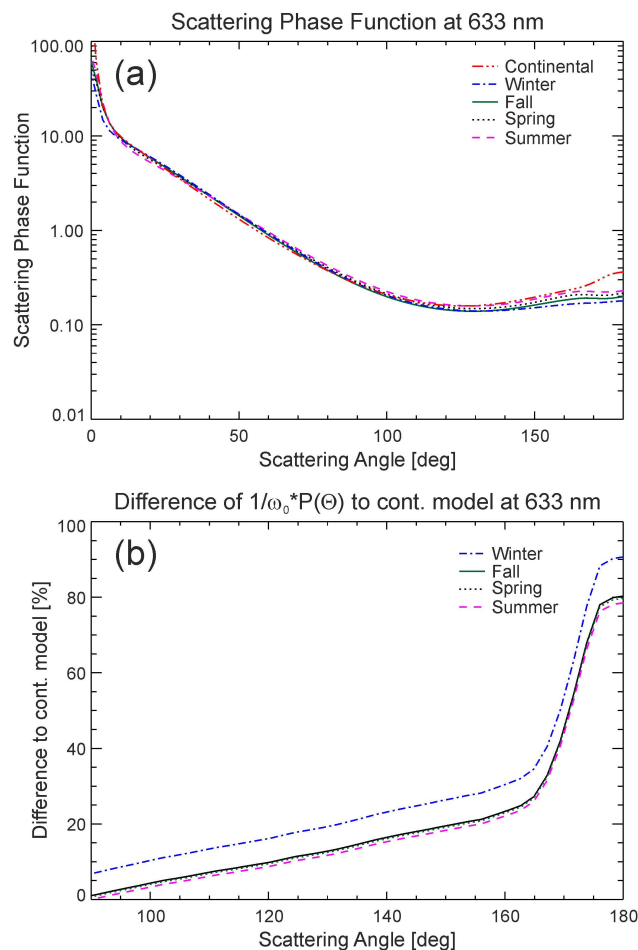 Scattering Phase Function at 633 nm
(a)
Continental
Winter
Fall
Spring
Summer
100.00
10.00
1.00
0.10
0.01
Scattering Phase Function
0 50 100 150
Scattering Angle [deg]
Difference of 1/ω₀*P(Θ) to cont. model at 633 nm
(b)
Winter
Fall
Spring
Summer
100
80
60
40
20
0
Difference to cont. model [%]
100 120 140 160 180
Scattering Angle [deg]